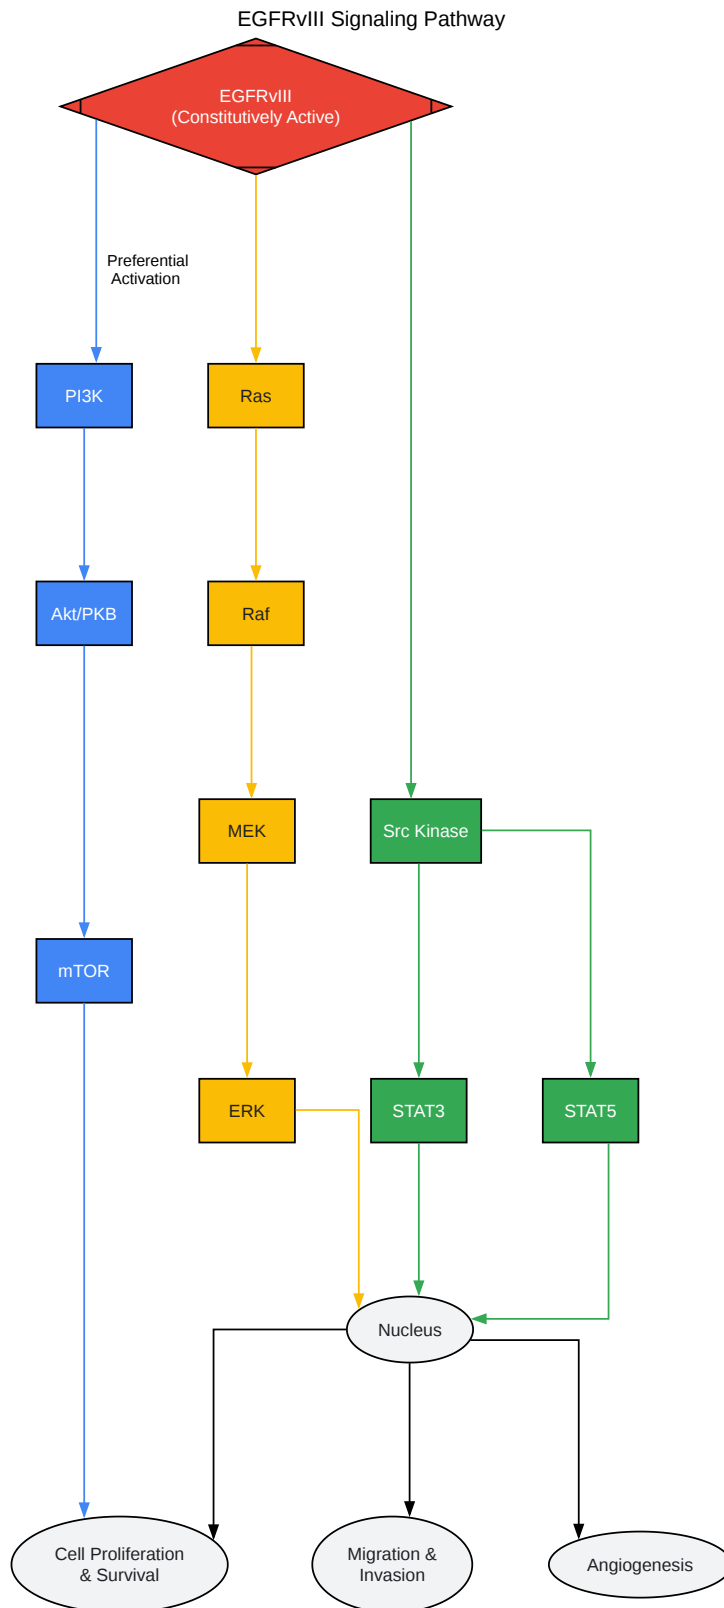 EGFRvIII Signaling Pathway
EGFRvIII
(Constitutively Active)
Preferential
Activation
PI3K
Ras
Akt/PKB
Raf
MEK
Src Kinase
mTOR
ERK
STAT3
STAT5
Nucleus
Cell Proliferation
& Survival
Migration &
Invasion
Angiogenesis